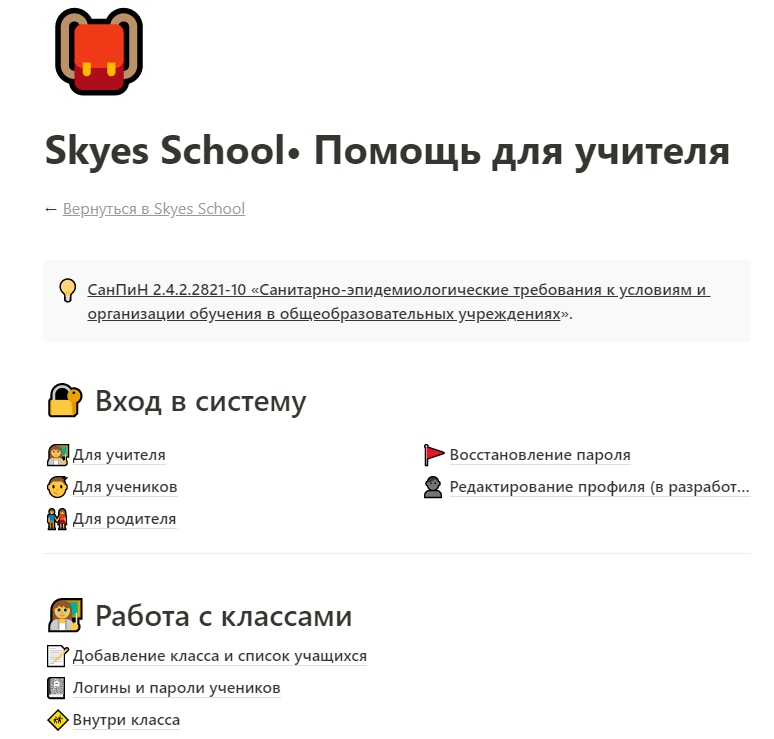 Skyes School• Помощь для учителя
← Вернуться в Skyes School
СанПиН 2.4.2.2821-10 «Санитарно-эпидемиологические требования к условиям и
организации обучения в общеобразовательных учреждениях».
Вход в систему
Для учителя
Для учеников
Для родителя
Восстановление пароля
Редактирование профиля (в разработ...
Работа с классами
Добавление класса и список учащихся
Логины и пароли учеников
Внутри класса